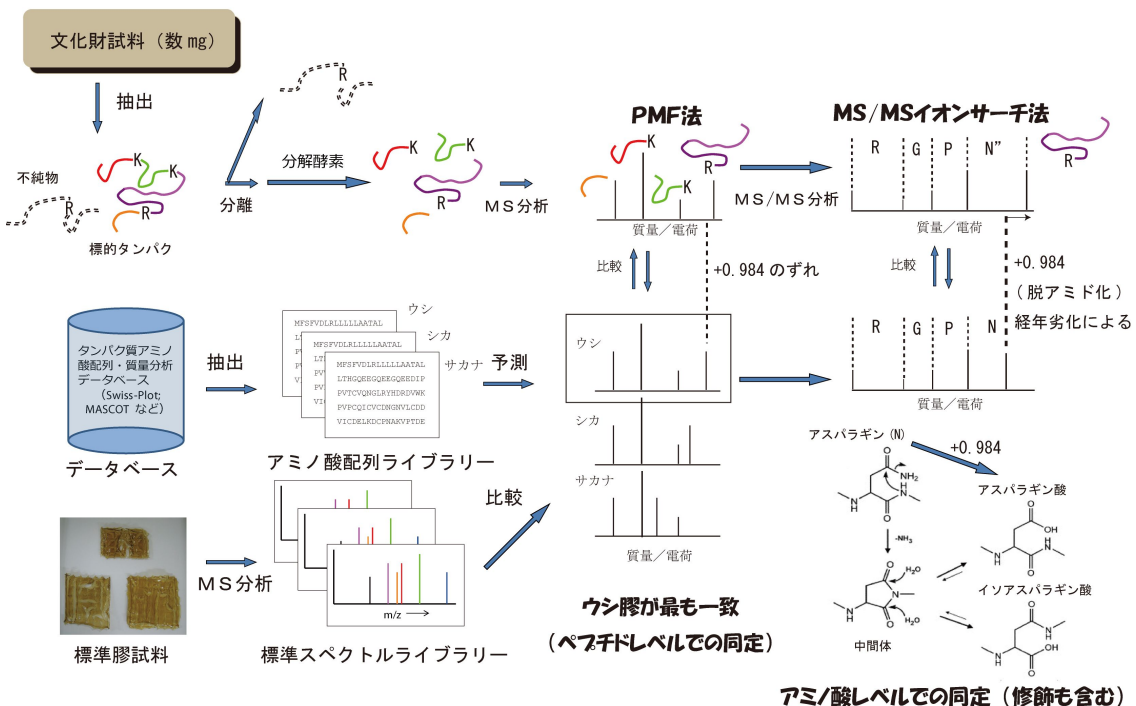 文化財試料（数 mg）
抽出
R
K
K
R
不純物
R
標的タンパク
分離
分解酵素
K
K
R
MS分析
PMF法
K
R
K
質量／電荷
MS/MS分析
MS/MSイオンサーチ法
R G P N”
R
質量／電荷
比較
+0.984 のずれ
比較
+0.984
(脱アミド化)
経年劣化による
タンパク質アミノ
酸配列・質量分析
データベース
（Swiss-Plot;
MASCOT など）
データベース
抽出
ウシ
MFSFVDLRLLLLLAATAL
シカ
MFSFVDLRLLLLLAATAL
サカナ
MFSFVDLRLLLLLAATAL
LTHGQEEGQEEGQEEDIP
PVTCVQNGLRYHDRDVWK
PVPCQICVCDNGNVLCDD
VICDELKDCPNAKVPTDE
アミノ酸配列ライブラリー
予測
ウシ
シカ
サカナ
質量／電荷
R G P N
質量／電荷
標準膠試料
MS分析
m/z
標準スペクトルライブラリー
比較
ウシ膠が最も一致
(ペプチドレベルでの同定)
アスパラギン (N)
+0.984
O
NH₂
H
N
N
H
O
-NH₃
O
H₂O
N
N
H
O
H₂O
中間体
アスパラギン酸
O
OH
H
N
N
H
O
イソアスパラギン酸
O
N
H
OH
N
H
O
アミノ酸レベルでの同定（修飾も含む）